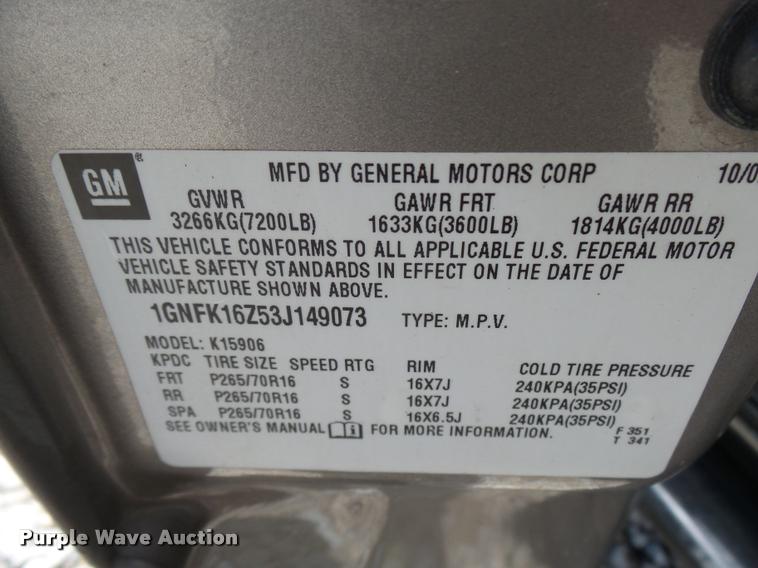 GM
MFD BY GENERAL MOTORS CORP 10/0
GVWR GAWR FRT GAWR RR
3266KG(7200LB) 1633KG(3600LB) 1814KG(4000LB)
THIS VEHICLE CONFORMS TO ALL APPLICABLE U.S. FEDERAL MOTOR
VEHICLE SAFETY STANDARDS IN EFFECT ON THE DATE OF
MANUFACTURE SHOWN ABOVE.
1GNFK16Z53J149073 TYPE: M.P.V.
MODEL: K15906
KPDC TIRE SIZE SPEED RTG RIM COLD TIRE PRESSURE
FRT P265/70R16 S 16X7J 240KPA(35PSI)
RR P265/70R16 S 16X7J 240KPA(35PSI)
SPA P265/70R16 S 16X6.5J 240KPA(35PSI)
SEE OWNER'S MANUAL i FOR MORE INFORMATION. F 351
T 341
Purple Wave Auction